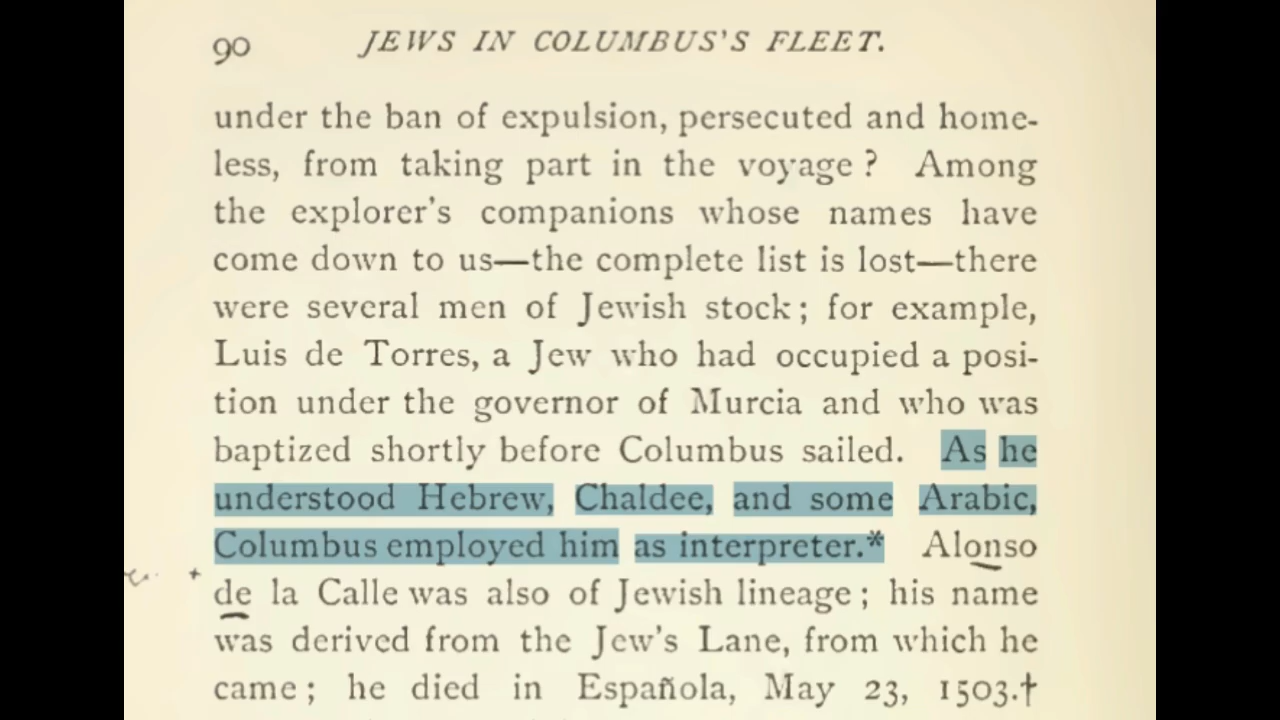 90 JEWS IN COLUMBUS'S FLEET.
under the ban of expulsion, persecuted and home-
less, from taking part in the voyage? Among
the explorer's companions whose names have
come down to us—the complete list is lost—there
were several men of Jewish stock; for example,
Luis de Torres, a Jew who had occupied a posi-
tion under the governor of Murcia and who was
baptized shortly before Columbus sailed. As he
understood Hebrew, Chaldee, and some Arabic,
Columbus employed him as interpreter.* Alonso
de la Calle was also of Jewish lineage; his name
was derived from the Jew's Lane, from which he
came; he died in Española, May 23, 1503.†